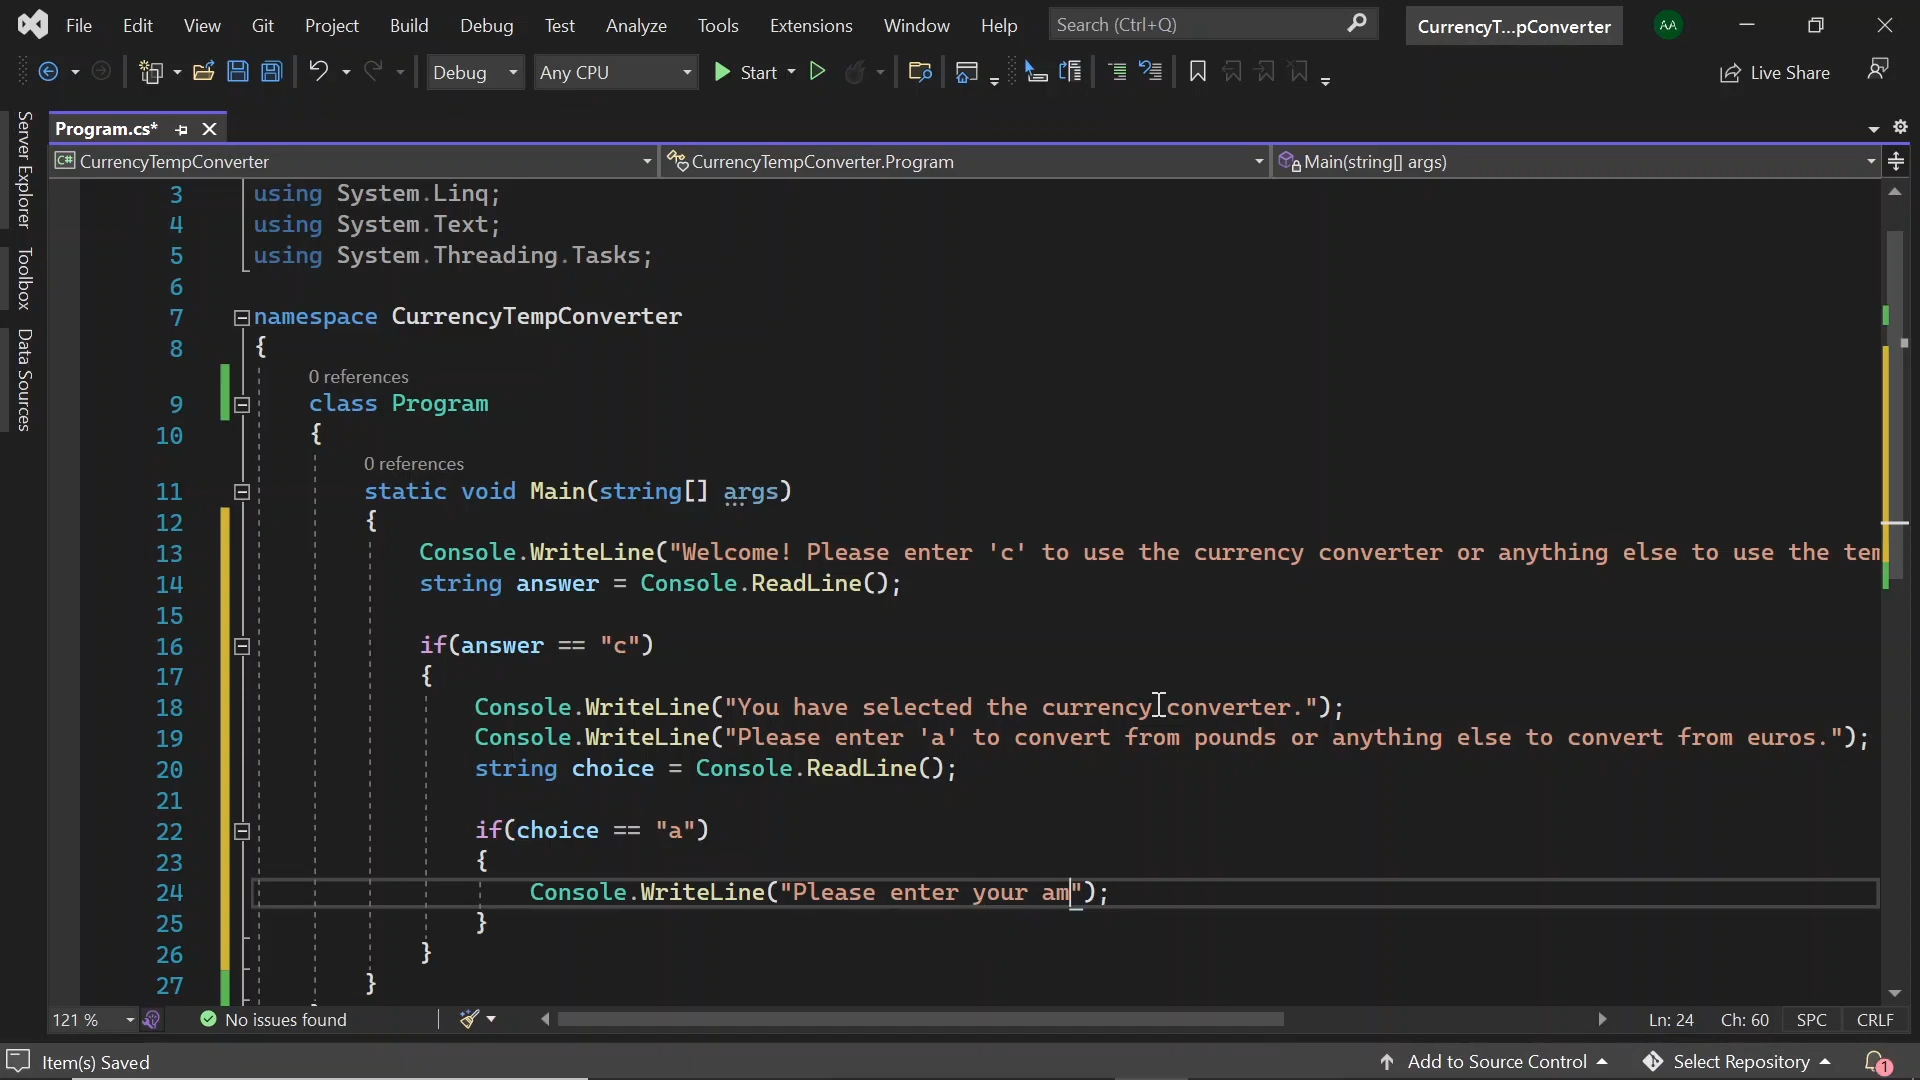 File Edit View Git Project Build Debug Test Analyze Tools Extensions Window Help Search (Ctrl+Q) CurrencyT...pConverter AA
Debug Any CPU Start Live Share
Server Explorer
Toolbox
Data Sources
Program.cs*
C# CurrencyTempConverter CurrencyTempConverter.Program Main(string[] args)
3 using System.Linq;
4 using System.Text;
5 using System.Threading.Tasks;
6
7 namespace CurrencyTempConverter
8 {
0 references
9 class Program
10 {
0 references
11 static void Main(string[] args)
12 {
13 Console.WriteLine("Welcome! Please enter 'c' to use the currency converter or anything else to use the tem
14 string answer = Console.ReadLine();
15
16 if(answer == "c")
17 {
18 Console.WriteLine("You have selected the currency converter.");
19 Console.WriteLine("Please enter 'a' to convert from pounds or anything else to convert from euros.");
20 string choice = Console.ReadLine();
21
22 if(choice == "a")
23 {
24 Console.WriteLine("Please enter your am");
25 }
26 }
27 }
121 % No issues found Ln: 24 Ch: 60 SPC CRLF
Item(s) Saved Add to Source Control Select Repository 1